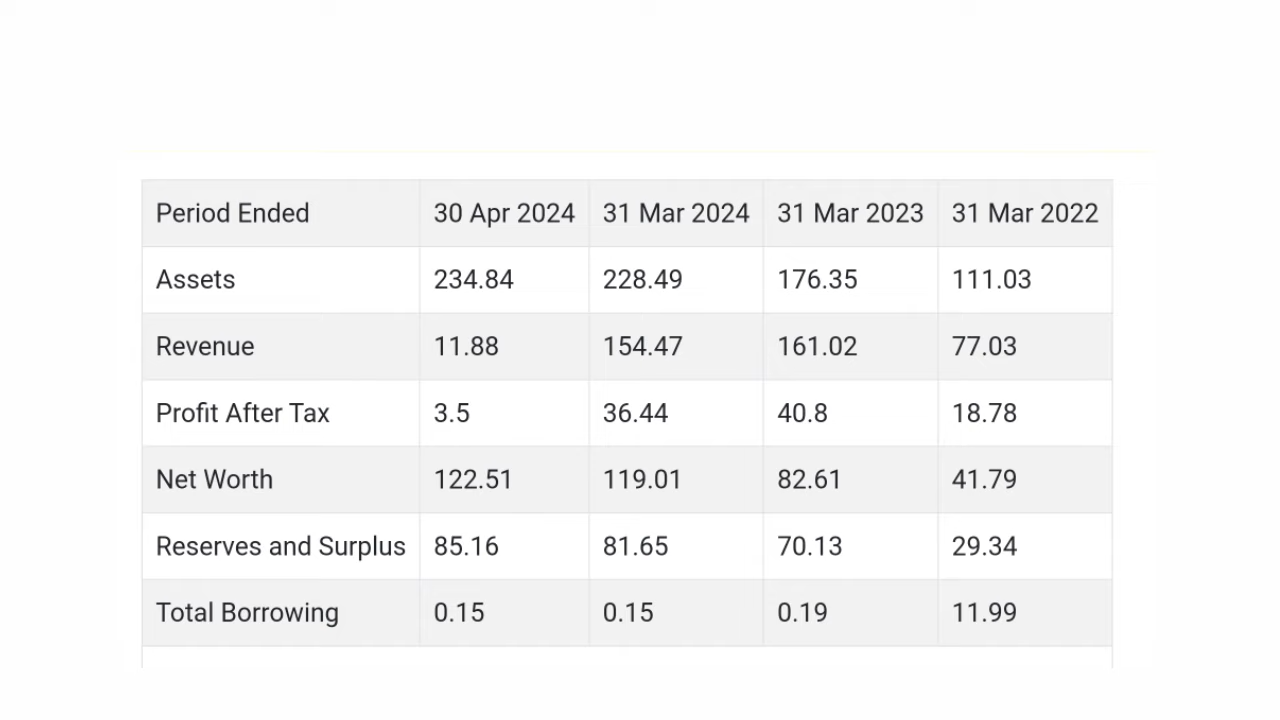 Period Ended 30 Apr 2024 31 Mar 2024 31 Mar 2023 31 Mar 2022
Assets 234.84 228.49 176.35 111.03
Revenue 11.88 154.47 161.02 77.03
Profit After Tax 3.5 36.44 40.8 18.78
Net Worth 122.51 119.01 82.61 41.79
Reserves and Surplus 85.16 81.65 70.13 29.34
Total Borrowing 0.15 0.15 0.19 11.99